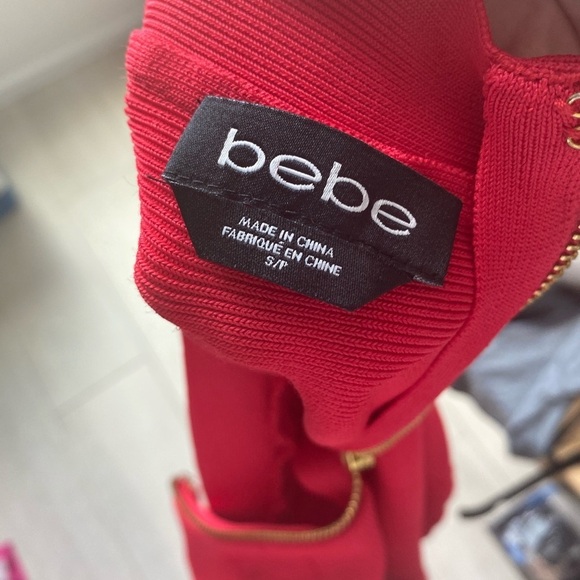 bebe
MADE IN CHINA
FABRIQUÉ EN CHINE
S/P